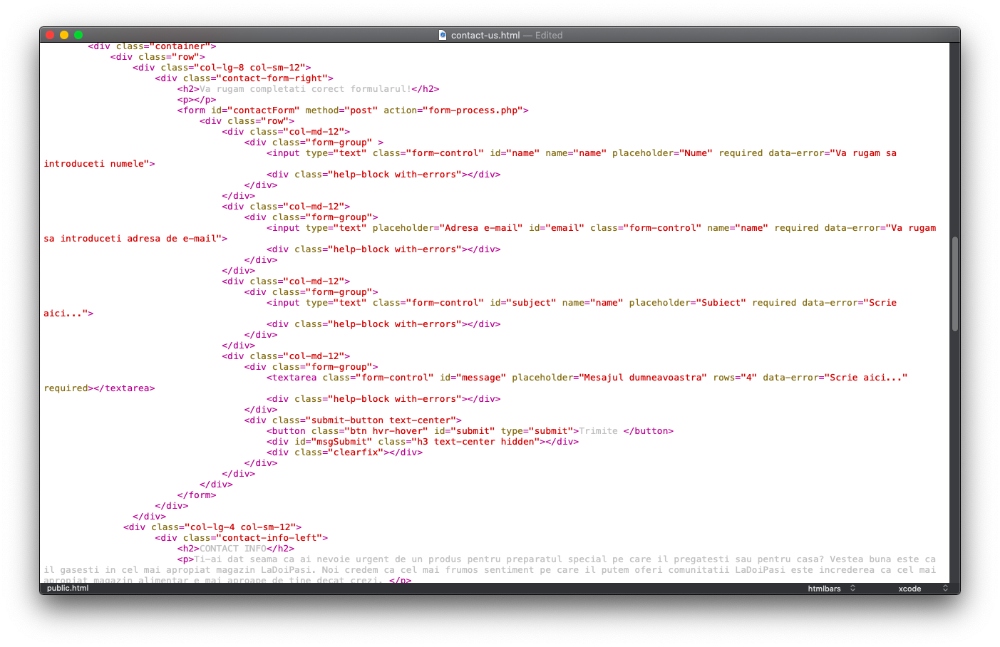 contact-us.html — Edited
<div class="container">
<div class="row">
<div class="col-lg-8 col-sm-12">
<div class="contact-form-right">
<h2>Va rugam completati corect formularul!</h2>
<p></p>
<form id="contactForm" method="post" action="form-process.php">
<div class="row">
<div class="col-md-12">
<div class="form-group" >
<input type="text" class="form-control" id="name" name="name" placeholder="Nume" required data-error="Va rugam sa
introduceti numele">
<div class="help-block with-errors"></div>
</div>
</div>
<div class="col-md-12">
<div class="form-group">
<input type="text" placeholder="Adresa e-mail" id="email" class="form-control" name="name" required data-error="Va rugam
sa introduceti adresa de e-mail">
<div class="help-block with-errors"></div>
</div>
</div>
<div class="col-md-12">
<div class="form-group">
<input type="text" class="form-control" id="subject" name="name" placeholder="Subiect" required data-error="Scrie
aici...">
<div class="help-block with-errors"></div>
</div>
</div>
<div class="col-md-12">
<div class="form-group">
<textarea class="form-control" id="message" placeholder="Mesajul dumneavoastra" rows="4" data-error="Scrie aici..."
required></textarea>
<div class="help-block with-errors"></div>
</div>
<div class="submit-button text-center">
<button class="btn hvr-hover" id="submit" type="submit">Trimite </button>
<div id="msgSubmit" class="h3 text-center hidden"></div>
<div class="clearfix"></div>
</div>
</div>
</div>
</form>
</div>
</div>
<div class="col-lg-4 col-sm-12">
<div class="contact-info-left">
<h2>CONTACT INFO</h2>
<p>Ti-ai dat seama ca ai nevoie urgent de un produs pentru preparatul special pe care il pregatesti sau pentru casa? Vestea buna este ca
il gasesti in cel mai apropiat magazin LaDoiPasi. Noi credem ca cel mai frumos sentiment pe care il putem oferi comunitatii LaDoiPasi este increderea ca cel mai
apropiat magazin alimentar e mai aproape de tine decat crezi. </p>
public.html
htmlbars
xcode